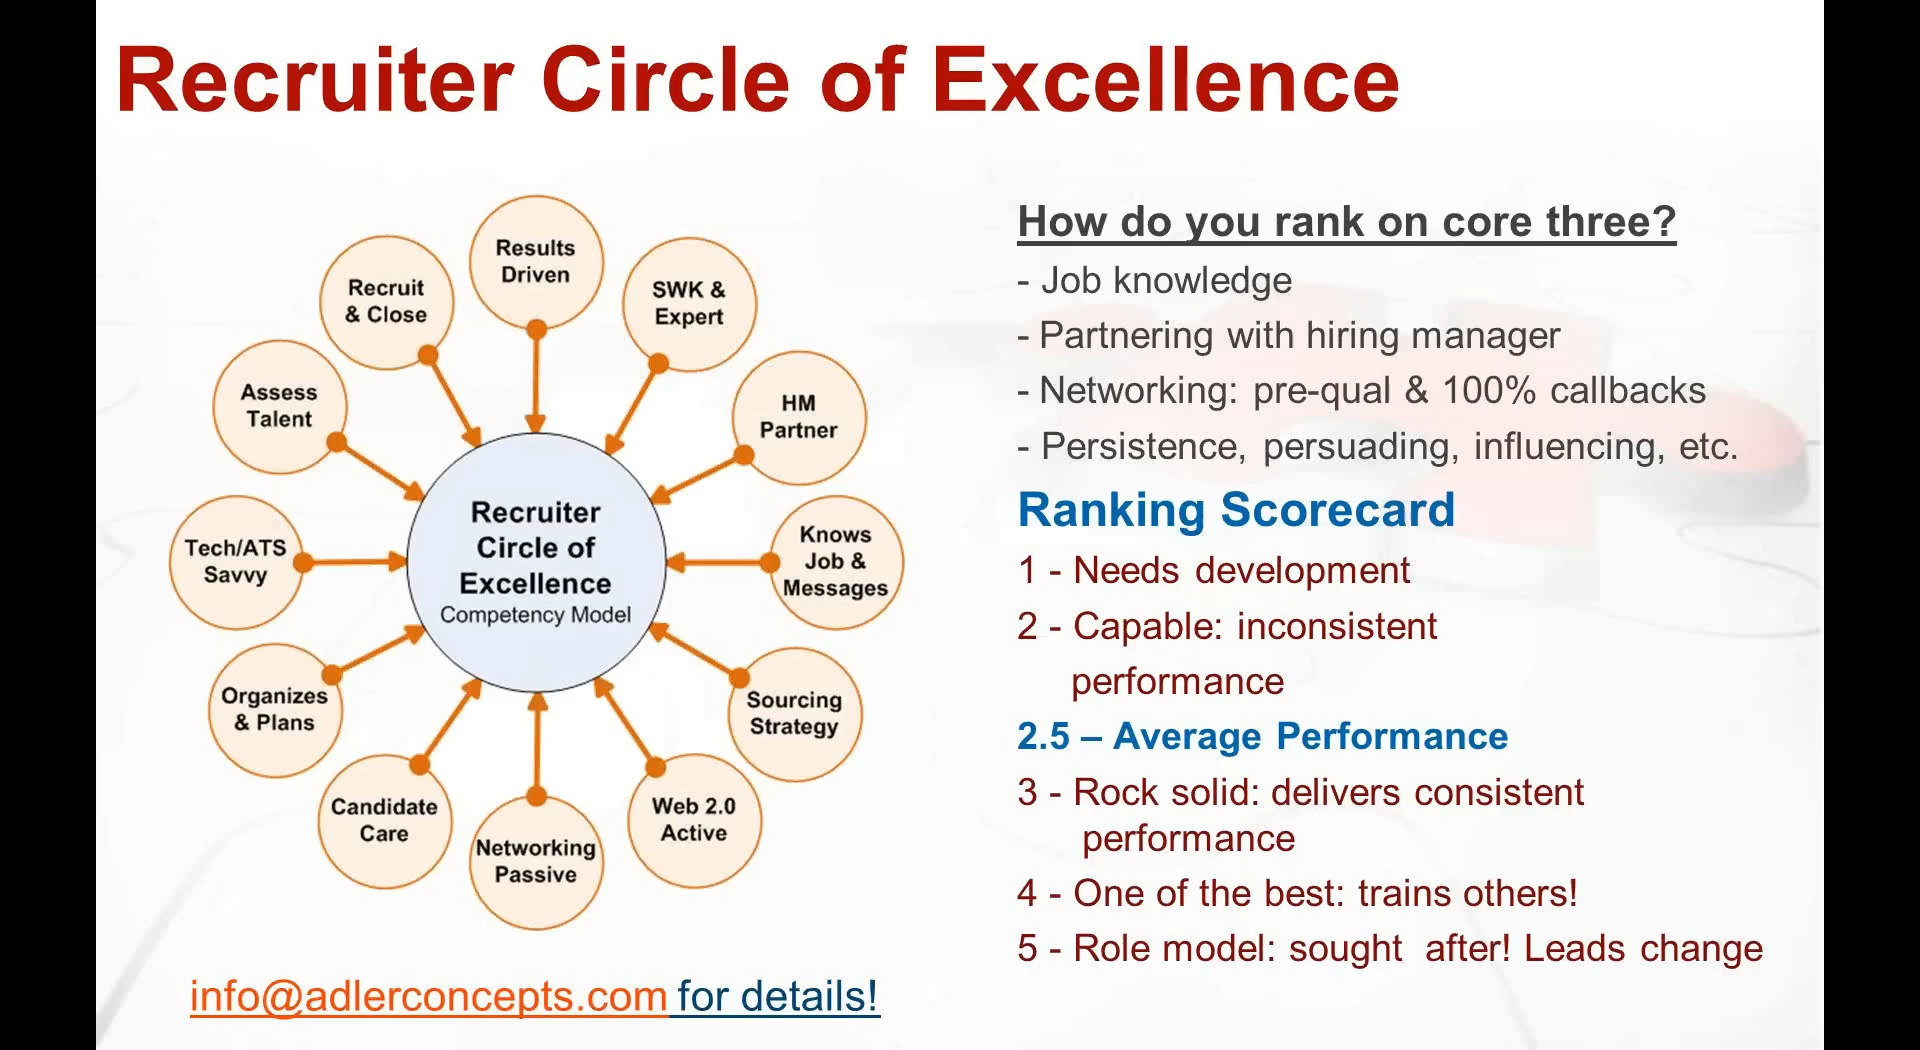 Recruiter Circle of Excellence
Results
Driven
SWK &
Expert
HM
Partner
Knows
Job &
Messages
Sourcing
Strategy
Web 2.0
Active
Networking
Passive
Candidate
Care
Organizes
& Plans
Tech/ATS
Savvy
Assess
Talent
Recruit
& Close
Recruiter
Circle of
Excellence
Competency Model
info@adlerconcepts.com for details!
How do you rank on core three?
- Job knowledge
- Partnering with hiring manager
- Networking: pre-qual & 100% callbacks
- Persistence, persuading, influencing, etc.
Ranking Scorecard
1 - Needs development
2 - Capable: inconsistent
performance
2.5 – Average Performance
3 - Rock solid: delivers consistent
performance
4 - One of the best: trains others!
5 - Role model: sought after! Leads change